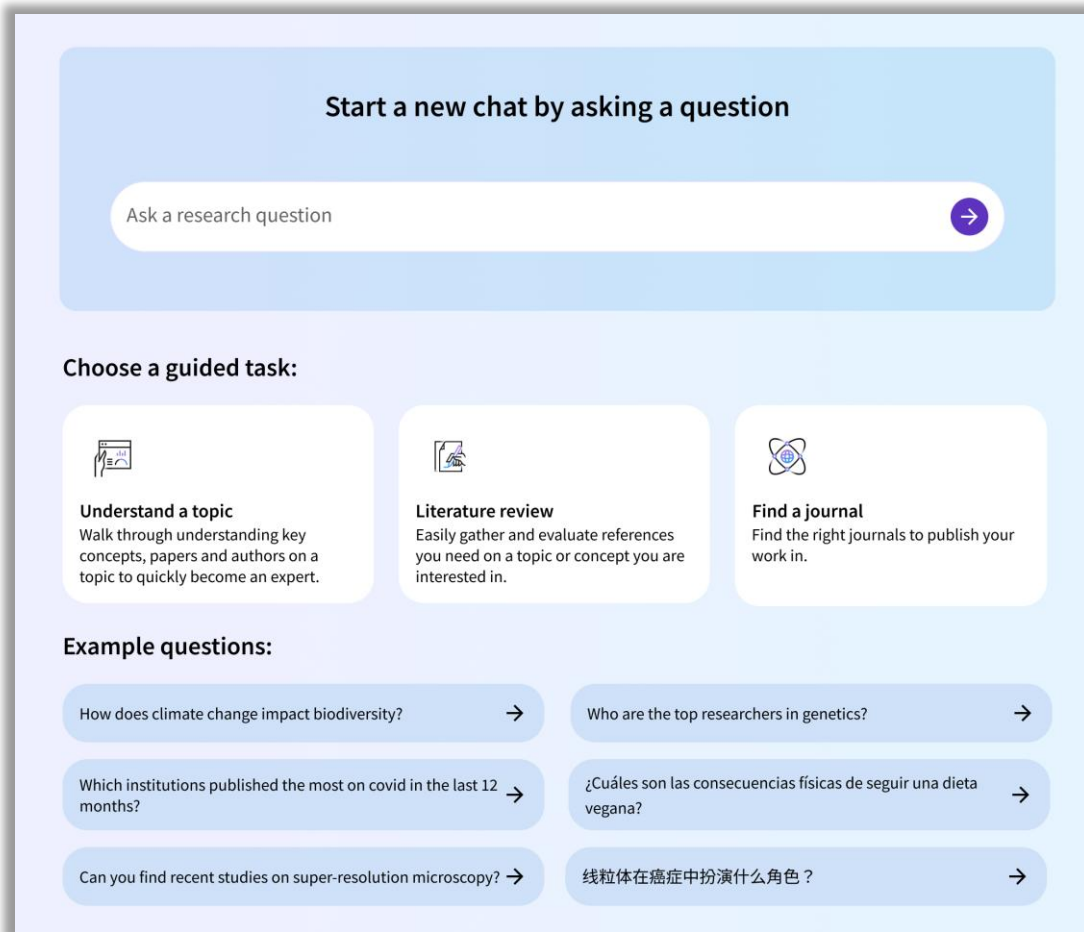 Start a new chat by asking a question
Ask a research question
Choose a guided task:
Understand a topic
Walk through understanding key
concepts, papers and authors on a
topic to quickly become an expert.
Literature review
Easily gather and evaluate references
you need on a topic or concept you are
interested in.
Find a journal
Find the right journals to publish your
work in.
Example questions:
How does climate change impact biodiversity?
Who are the top researchers in genetics?
Which institutions published the most on covid in the last 12
months?
¿Cuáles son las consecuencias físicas de seguir una dieta
vegana?
Can you find recent studies on super-resolution microscopy?
线粒体在癌症中扮演什么角色？